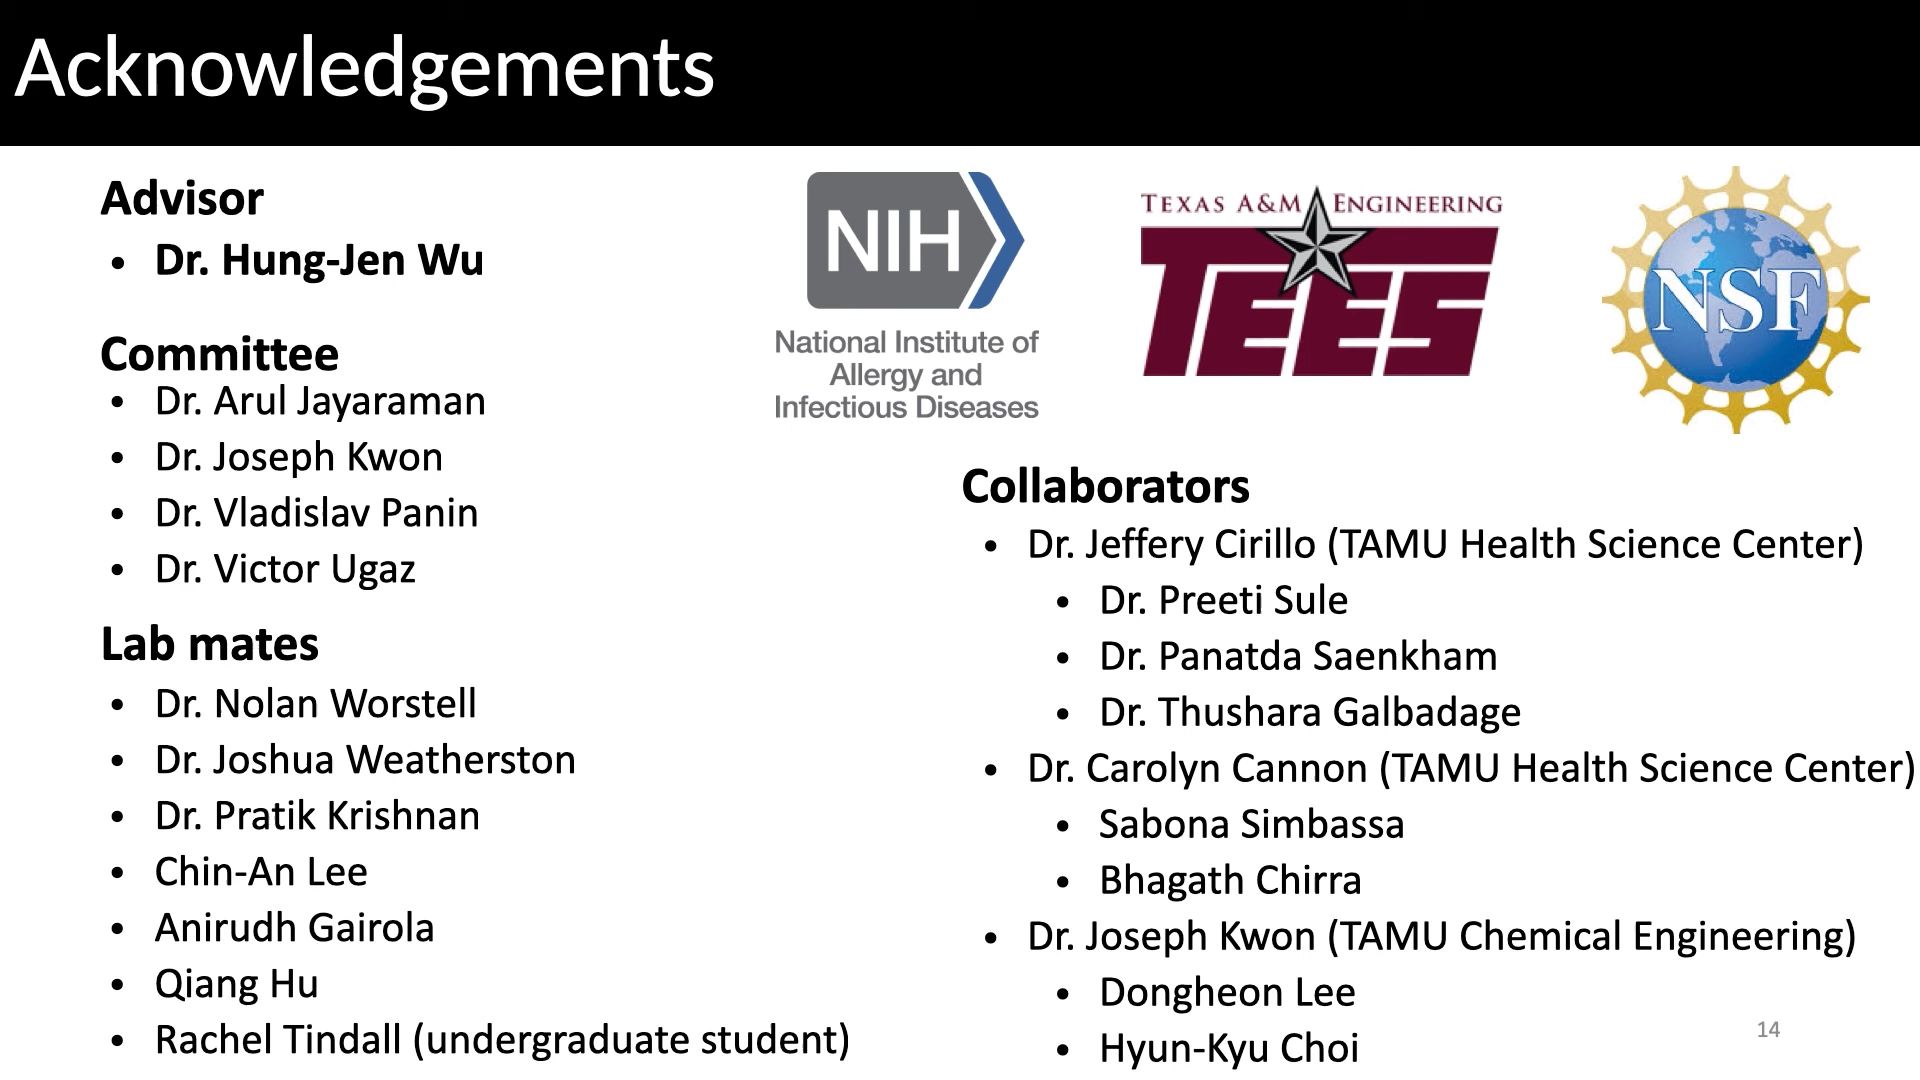 Acknowledgements
Advisor
• Dr. Hung-Jen Wu
Committee
• Dr. Arul Jayaraman
• Dr. Joseph Kwon
• Dr. Vladislav Panin
• Dr. Victor Ugaz
Lab mates
• Dr. Nolan Worstell
• Dr. Joshua Weatherston
• Dr. Pratik Krishnan
• Chin-An Lee
• Anirudh Gairola
• Qiang Hu
• Rachel Tindall (undergraduate student)
NIH
National Institute of
Allergy and
Infectious Diseases
TEXAS A&M ENGINEERING
TEES
NSF
Collaborators
• Dr. Jeffery Cirillo (TAMU Health Science Center)
• Dr. Preeti Sule
• Dr. Panatda Saenkham
• Dr. Thushara Galbadage
• Dr. Carolyn Cannon (TAMU Health Science Center)
• Sabona Simbassa
• Bhagath Chirra
• Dr. Joseph Kwon (TAMU Chemical Engineering)
• Dongheon Lee
• Hyun-Kyu Choi
14